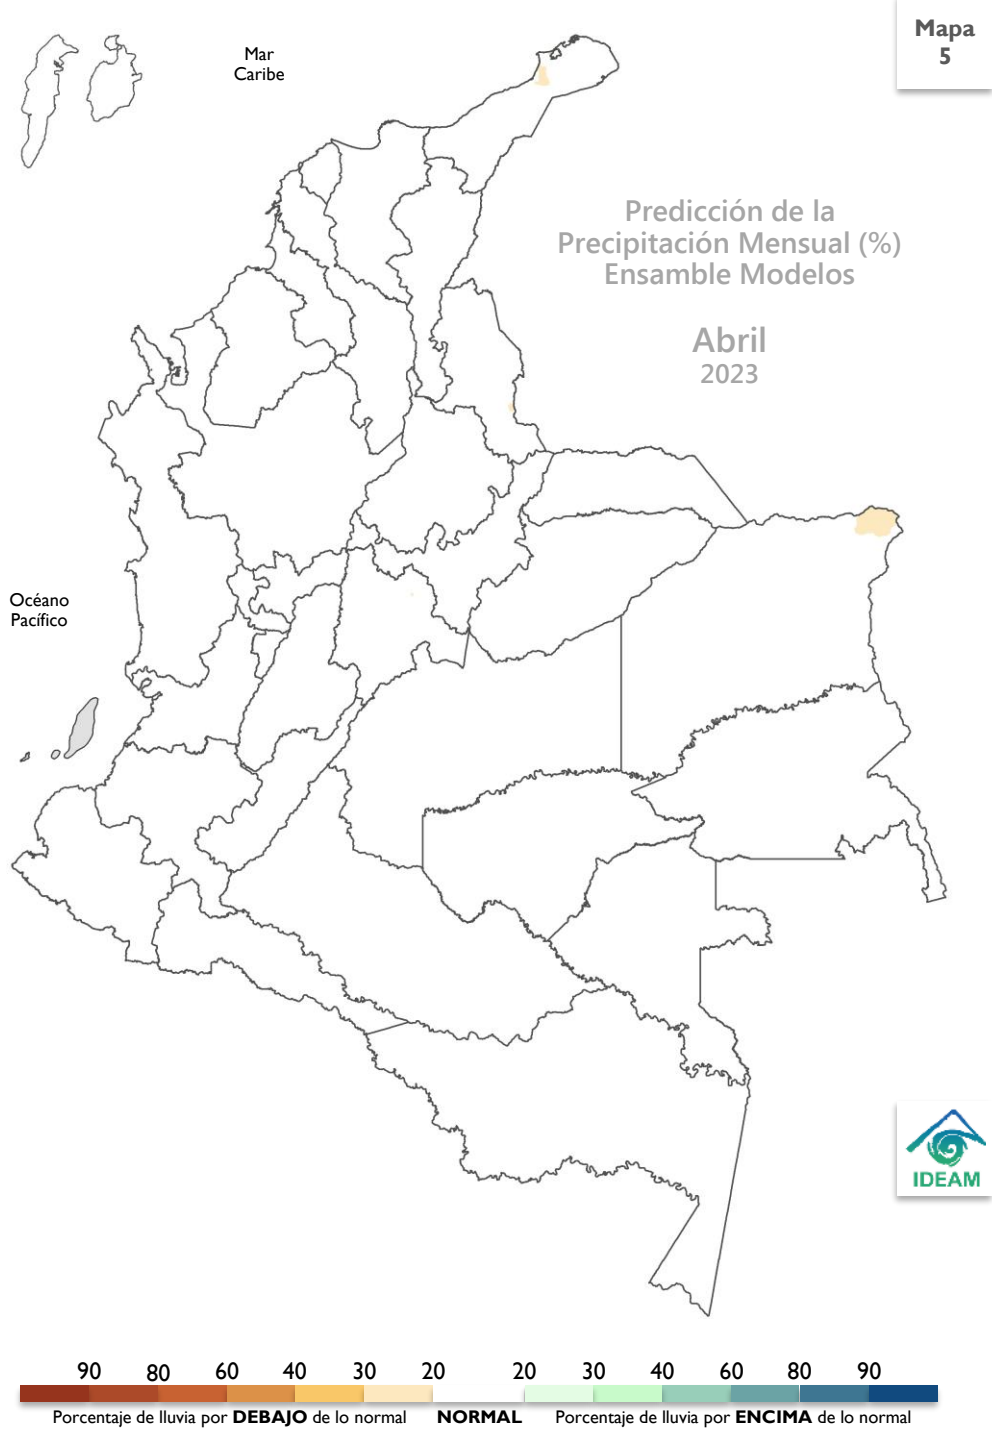 Mapa
5
Mar
Caribe
Predicción de la
Precipitación Mensual (%)
Ensamble Modelos
Abril
2023
Océano
Pacífico
IDEAM
90 80 60 40 30 20 20 30 40 60 80 90
Porcentaje de lluvia por DEBAJO de lo normal NORMAL Porcentaje de lluvia por ENCIMA de lo normal